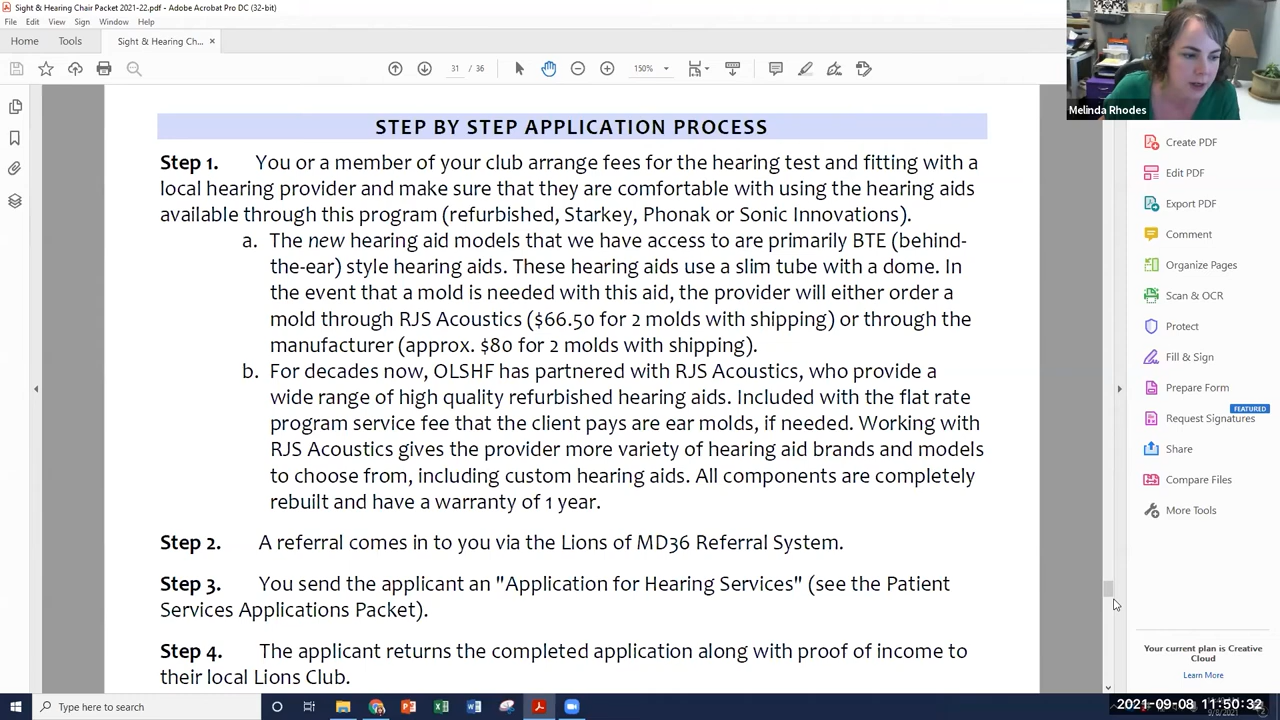 Sight & Hearing Chair Packet 2021-22.pdf - Adobe Acrobat Pro DC (32-bit)
File Edit View Sign Window Help
Home Tools Sight & Hearing Ch... ×
31 / 36 150%
Melinda Rhodes
STEP BY STEP APPLICATION PROCESS
Step 1. You or a member of your club arrange fees for the hearing test and fitting with a
local hearing provider and make sure that they are comfortable with using the hearing aids
available through this program (refurbished, Starkey, Phonak or Sonic Innovations).
a. The new hearing aid models that we have access to are primarily BTE (behind-
the-ear) style hearing aids. These hearing aids use a slim tube with a dome. In
the event that a mold is needed with this aid, the provider will either order a
mold through RJS Acoustics ($66.50 for 2 molds with shipping) or through the
manufacturer (approx. $80 for 2 molds with shipping).
b. For decades now, OLSHF has partnered with RJS Acoustics, who provide a
wide range of high quality refurbished hearing aids. Included with the flat rate
program service fee that the client pays are ear molds, if needed. Working with
RJS Acoustics gives the provider more variety of hearing aid brands and models
to choose from, including custom hearing aids. All components are completely
rebuilt and have a warranty of 1 year.
Step 2. A referral comes in to you via the Lions of MD36 Referral System.
Step 3. You send the applicant an "Application for Hearing Services" (see the Patient
Services Applications Packet).
Step 4. The applicant returns the completed application along with proof of income to
their local Lions Club.
Create PDF
Edit PDF
Export PDF
Comment
Organize Pages
Scan & OCR
Protect
Fill & Sign
Prepare Form
FEATURED
Request Signatures
Share
Compare Files
More Tools
Your current plan is Creative
Cloud
Learn More
Type here to search
2021-09-08 11:50:32